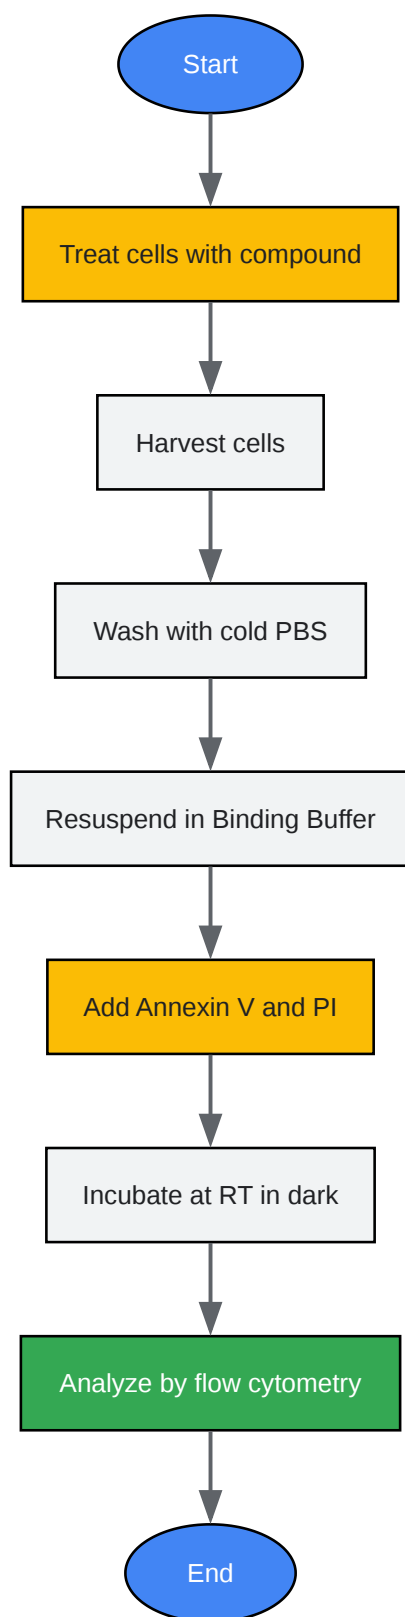 Start
Treat cells with compound
Harvest cells
Wash with cold PBS
Resuspend in Binding Buffer
Add Annexin V and PI
Incubate at RT in dark
Analyze by flow cytometry
End